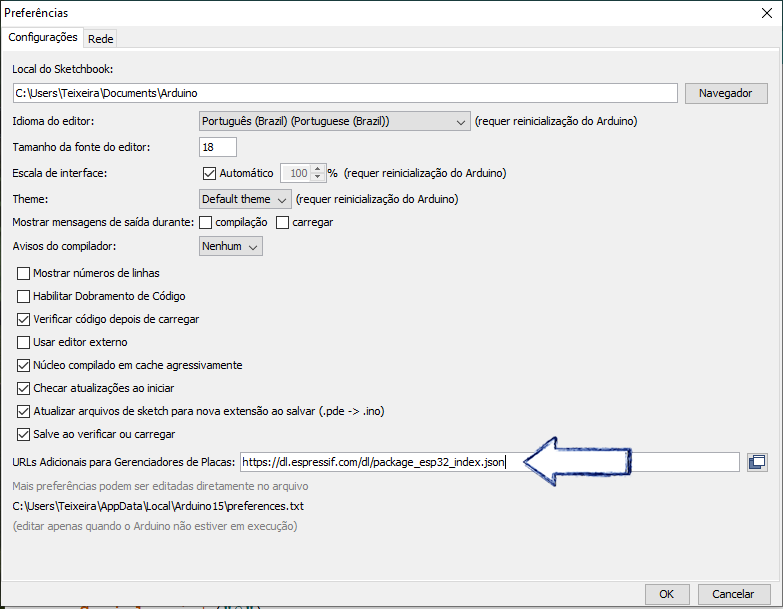 Preferências
Configurações Rede
Local do Sketchbook:
C:\Users\Teixeira\Documents\Arduino Navegador
Idioma do editor: Português (Brazil) (Portuguese (Brazil)) (requer reinicialização do Arduino)
Tamanho da fonte do editor: 18
Escala de interface: Automático 100 % (requer reinicialização do Arduino)
Theme: Default theme (requer reinicialização do Arduino)
Mostrar mensagens de saída durante: compilação carregar
Avisos do compilador: Nenhum
Mostrar números de linhas
Habilitar Dobramento de Código
Verificar código depois de carregar
Usar editor externo
Núcleo compilado em cache agressivamente
Checar atualizações ao iniciar
Atualizar arquivos de sketch para nova extensão ao salvar (.pde -> .ino)
Salve ao verificar ou carregar
URLs Adicionais para Gerenciadores de Placas: https://dl.espressif.com/dl/package_esp32_index.json
Mais preferências podem ser editadas diretamente no arquivo
C:\Users\Teixeira\AppData\Local\Arduino15\preferences.txt
(editar apenas quando o Arduino não estiver em execução)
OK Cancelar